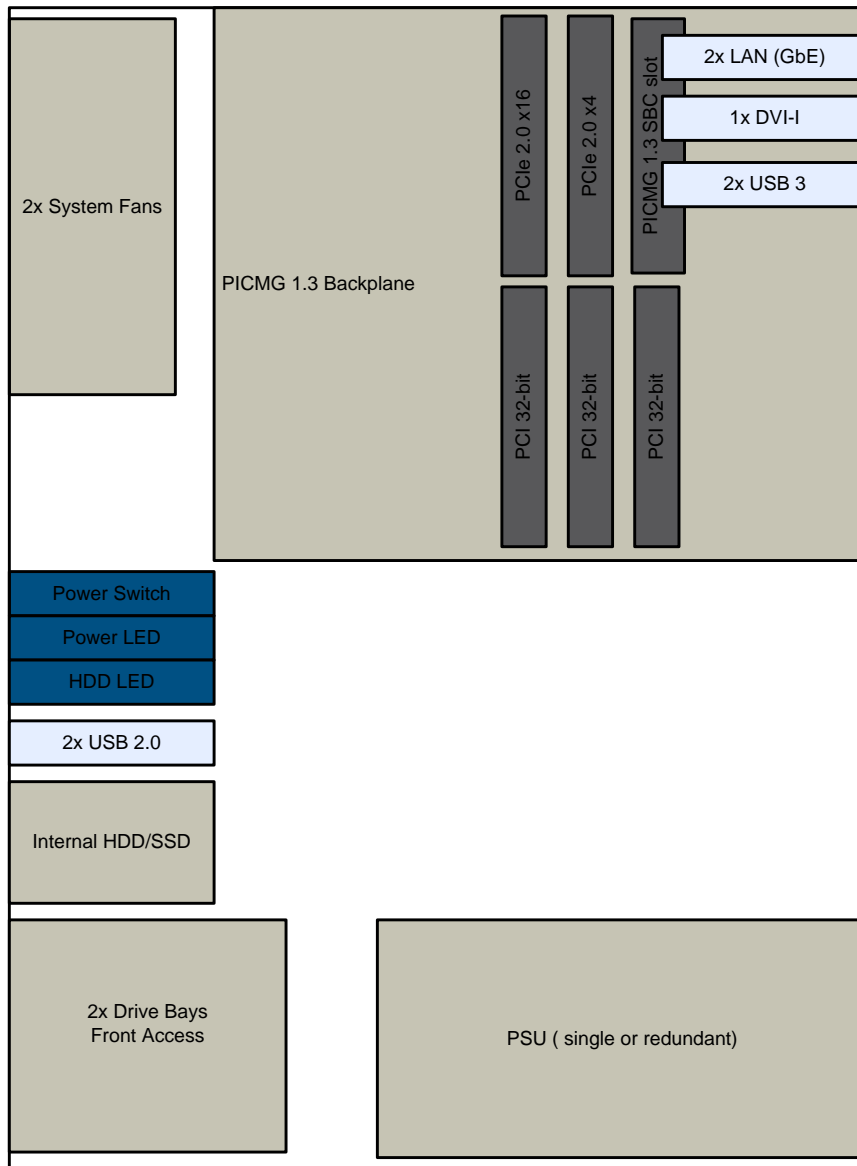 2x LAN (GbE)
1x DVI-I
2x USB 3
PCIe 2.0 x16
PCIe 2.0 x4
PICMG 1.3 SBC slot
2x System Fans
PICMG 1.3 Backplane
PCI 32-bit
PCI 32-bit
PCI 32-bit
Power Switch
Power LED
HDD LED
2x USB 2.0
Internal HDD/SSD
2x Drive Bays
Front Access
PSU ( single or redundant)